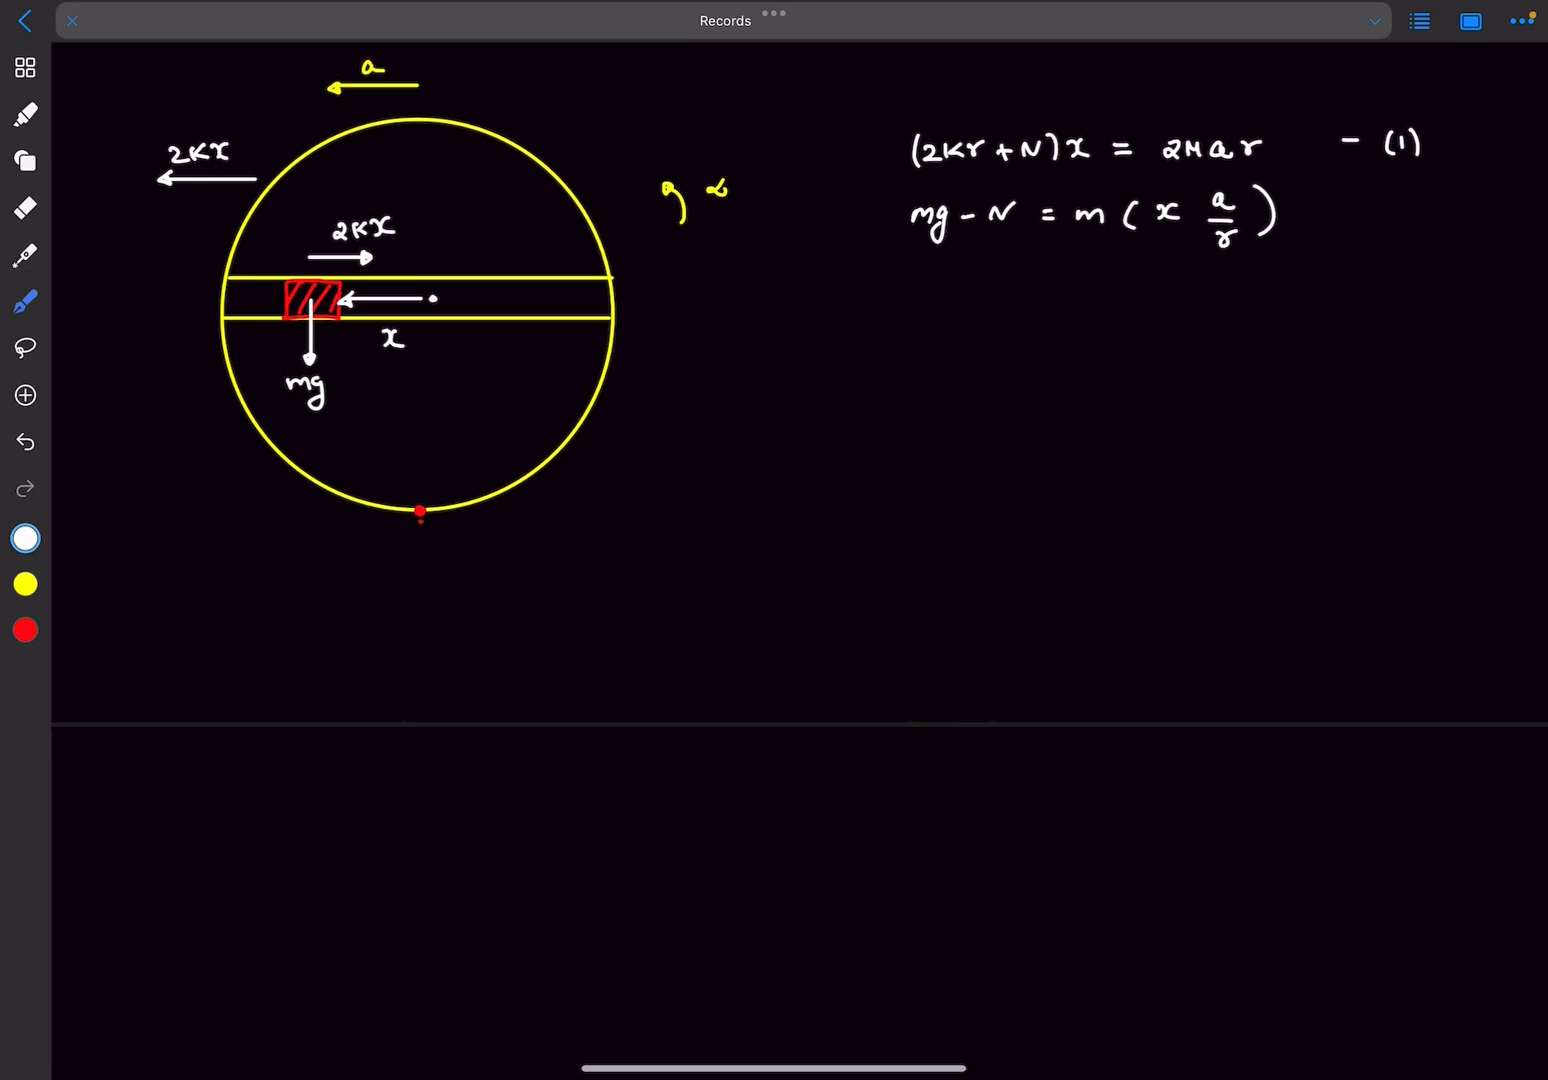 Records
a
2Kx
(2Kr + N)x = 2Mar - (1)
α
mg - N = m(x a/r)
2Kx
x
mg